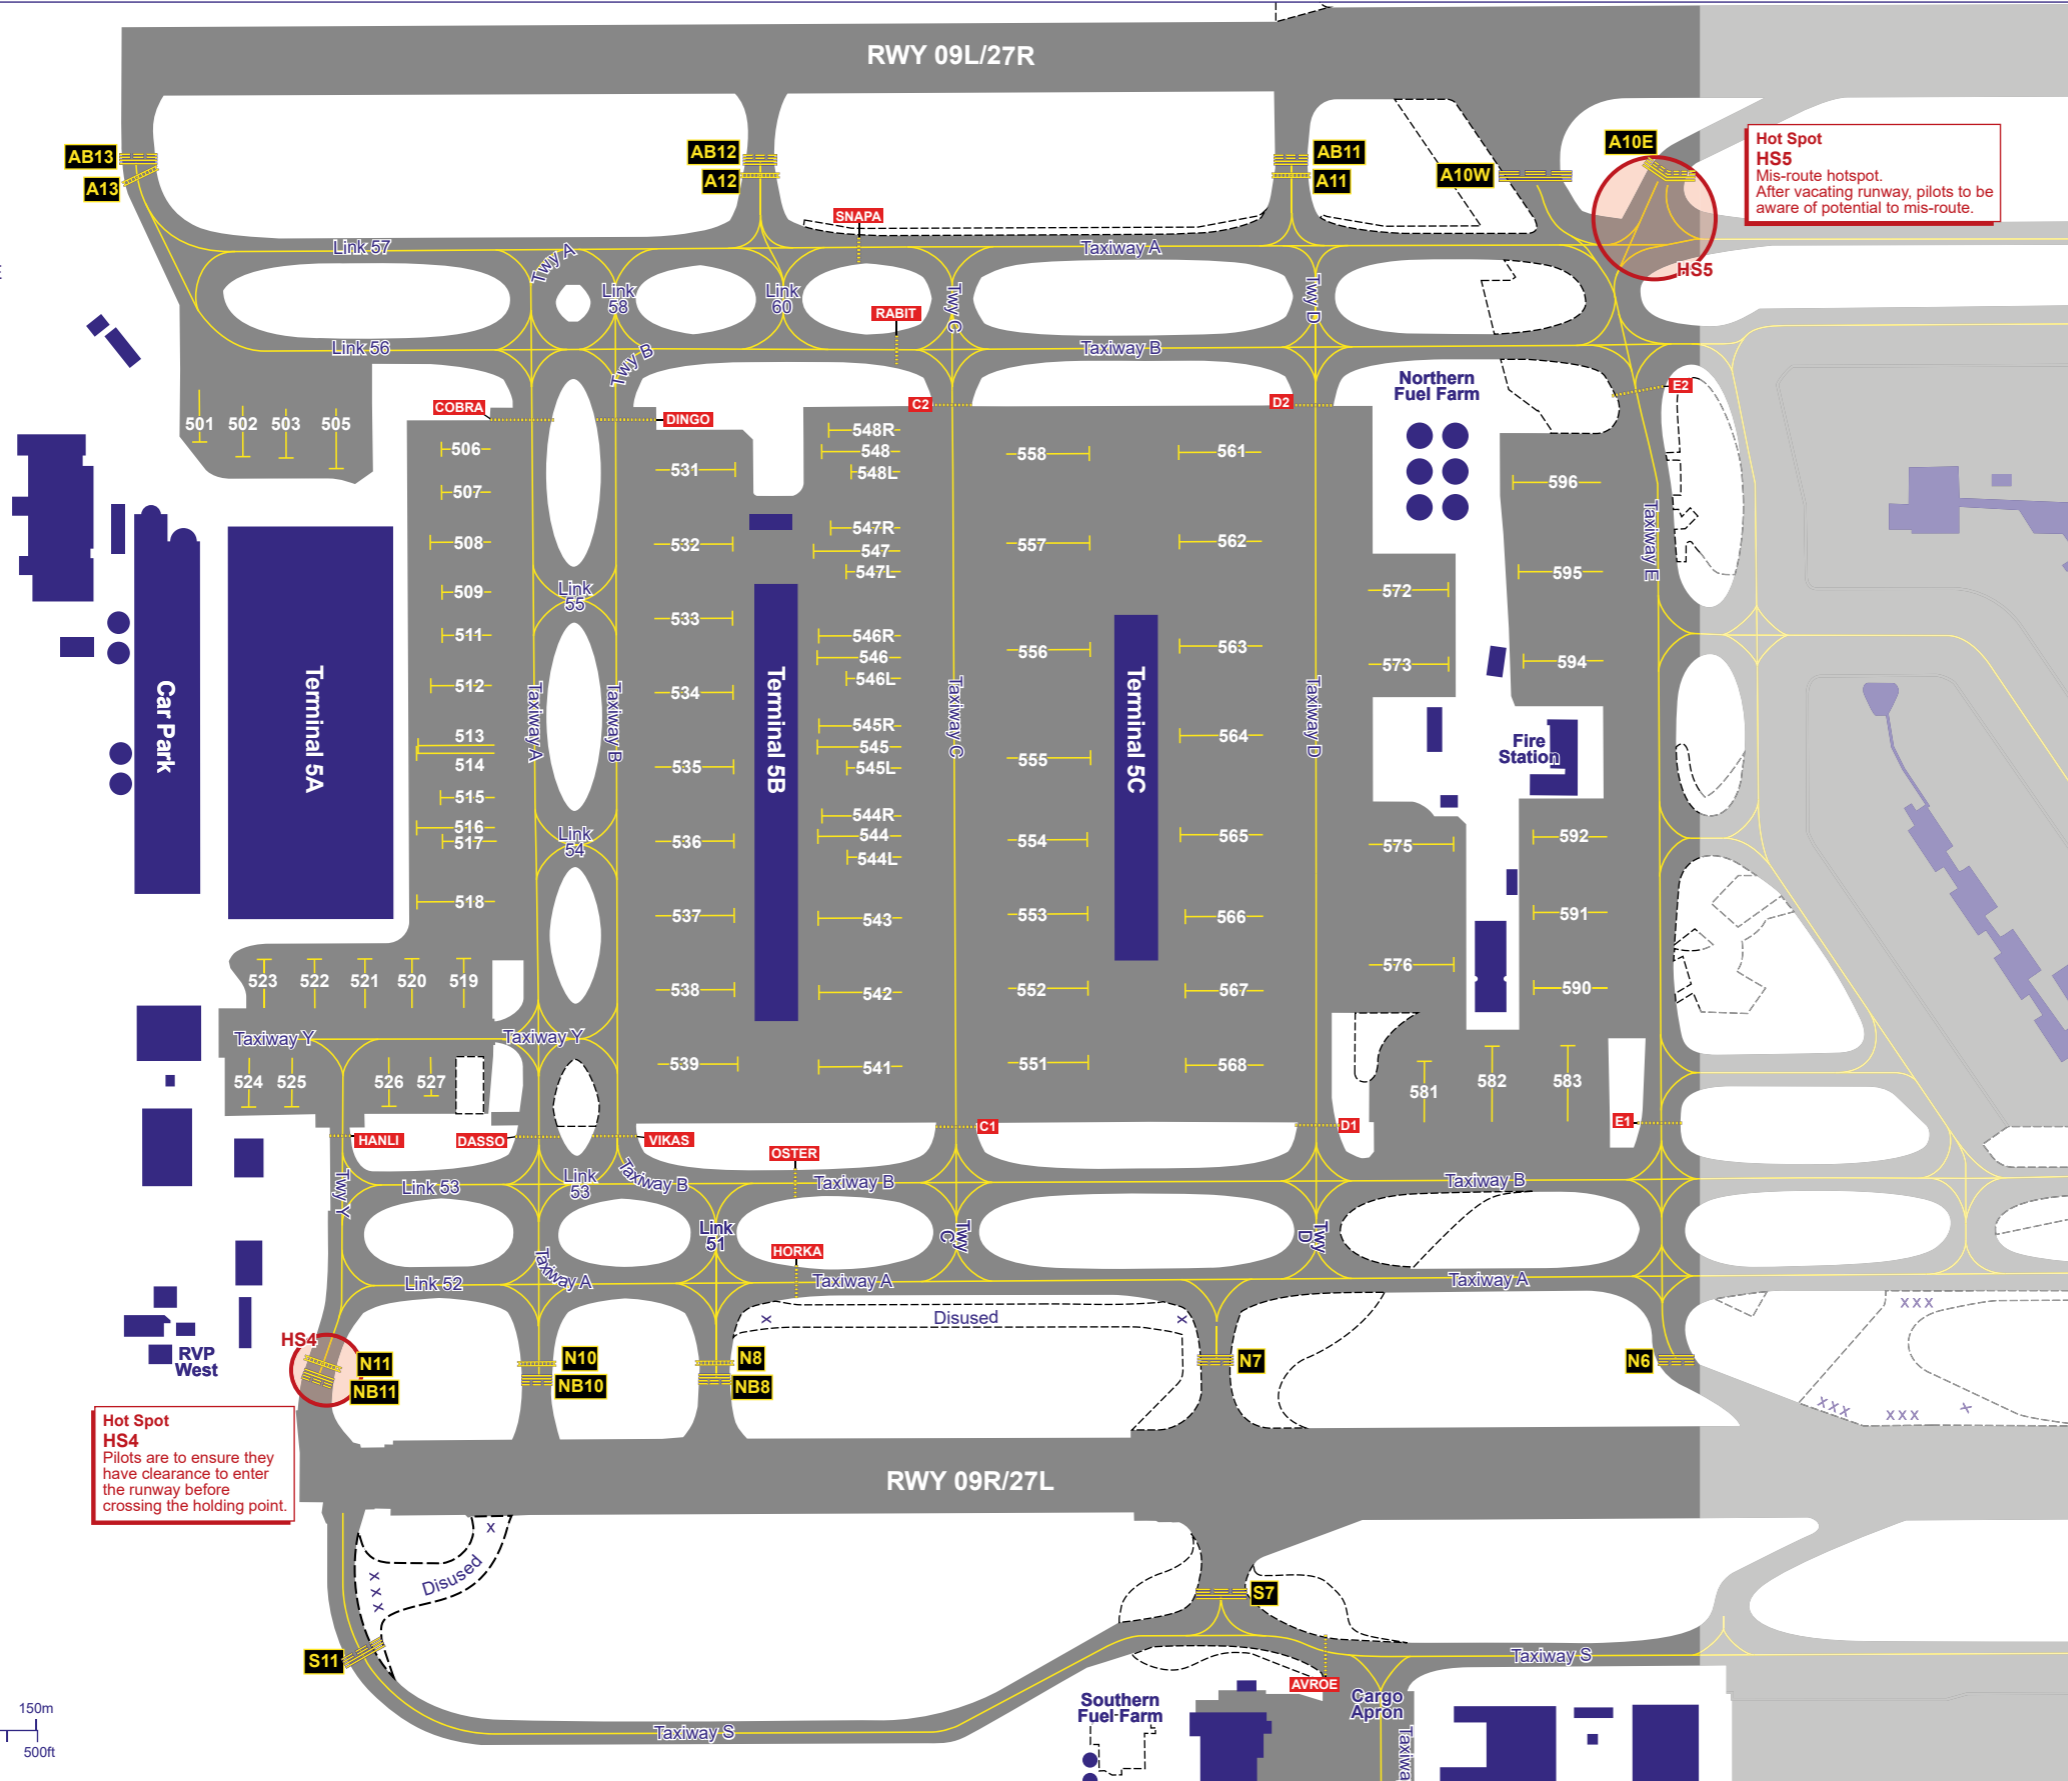 RWY 09L/27R
AB13
A13
AB12
A12
AB11
A11
A10W
A10E
Hot Spot
HS5
Mis-route hotspot.
After vacating runway, pilots to be
aware of potential to mis-route.
HS5
SNAPA
Link 57
Twy A
Taxiway A
Link
58
Link
60
Twy C
Twy D
RABIT
Link 56
Twy B
Taxiway B
Northern
Fuel Farm
E2
COBRA
DINGO
C2
D2
501
502
503
505
506
507
508
509
511
512
513
514
515
516
517
518
531
532
533
534
535
536
537
538
539
548R
548
548L
547R
547
547L
546R
546
546L
545R
545
545L
544R
544
544L
543
542
541
558
557
556
555
554
553
552
551
561
562
563
564
565
566
567
568
572
573
575
576
596
595
594
592
591
590
581
582
583
Car Park
Terminal 5A
Terminal 5B
Terminal 5C
Taxiway A
Taxiway B
Taxiway C
Taxiway D
Taxiway E
Link
55
Link
54
Fire
Station
523
522
521
520
519
Taxiway Y
Taxiway Y
524
525
526
527
HANLI
DASSO
VIKAS
OSTER
C1
D1
E1
Twy Y
Link 53
Link
53
Taxiway B
Taxiway B
Taxiway B
Link
51
Twy
C
Twy
D
HORKA
Link 52
Taxiway A
Taxiway A
Taxiway A
x
Disused
x
xxx
xxx
xxx
x
HS4
RVP
West
N11
NB11
N10
NB10
N8
NB8
N7
N6
Hot Spot
HS4
Pilots are to ensure they
have clearance to enter
the runway before
crossing the holding point.
RWY 09R/27L
x
x
x
x
Disused
S11
S7
Taxiway S
Taxiway S
AVROE
Southern
Fuel Farm
Cargo
Apron
150m
500ft